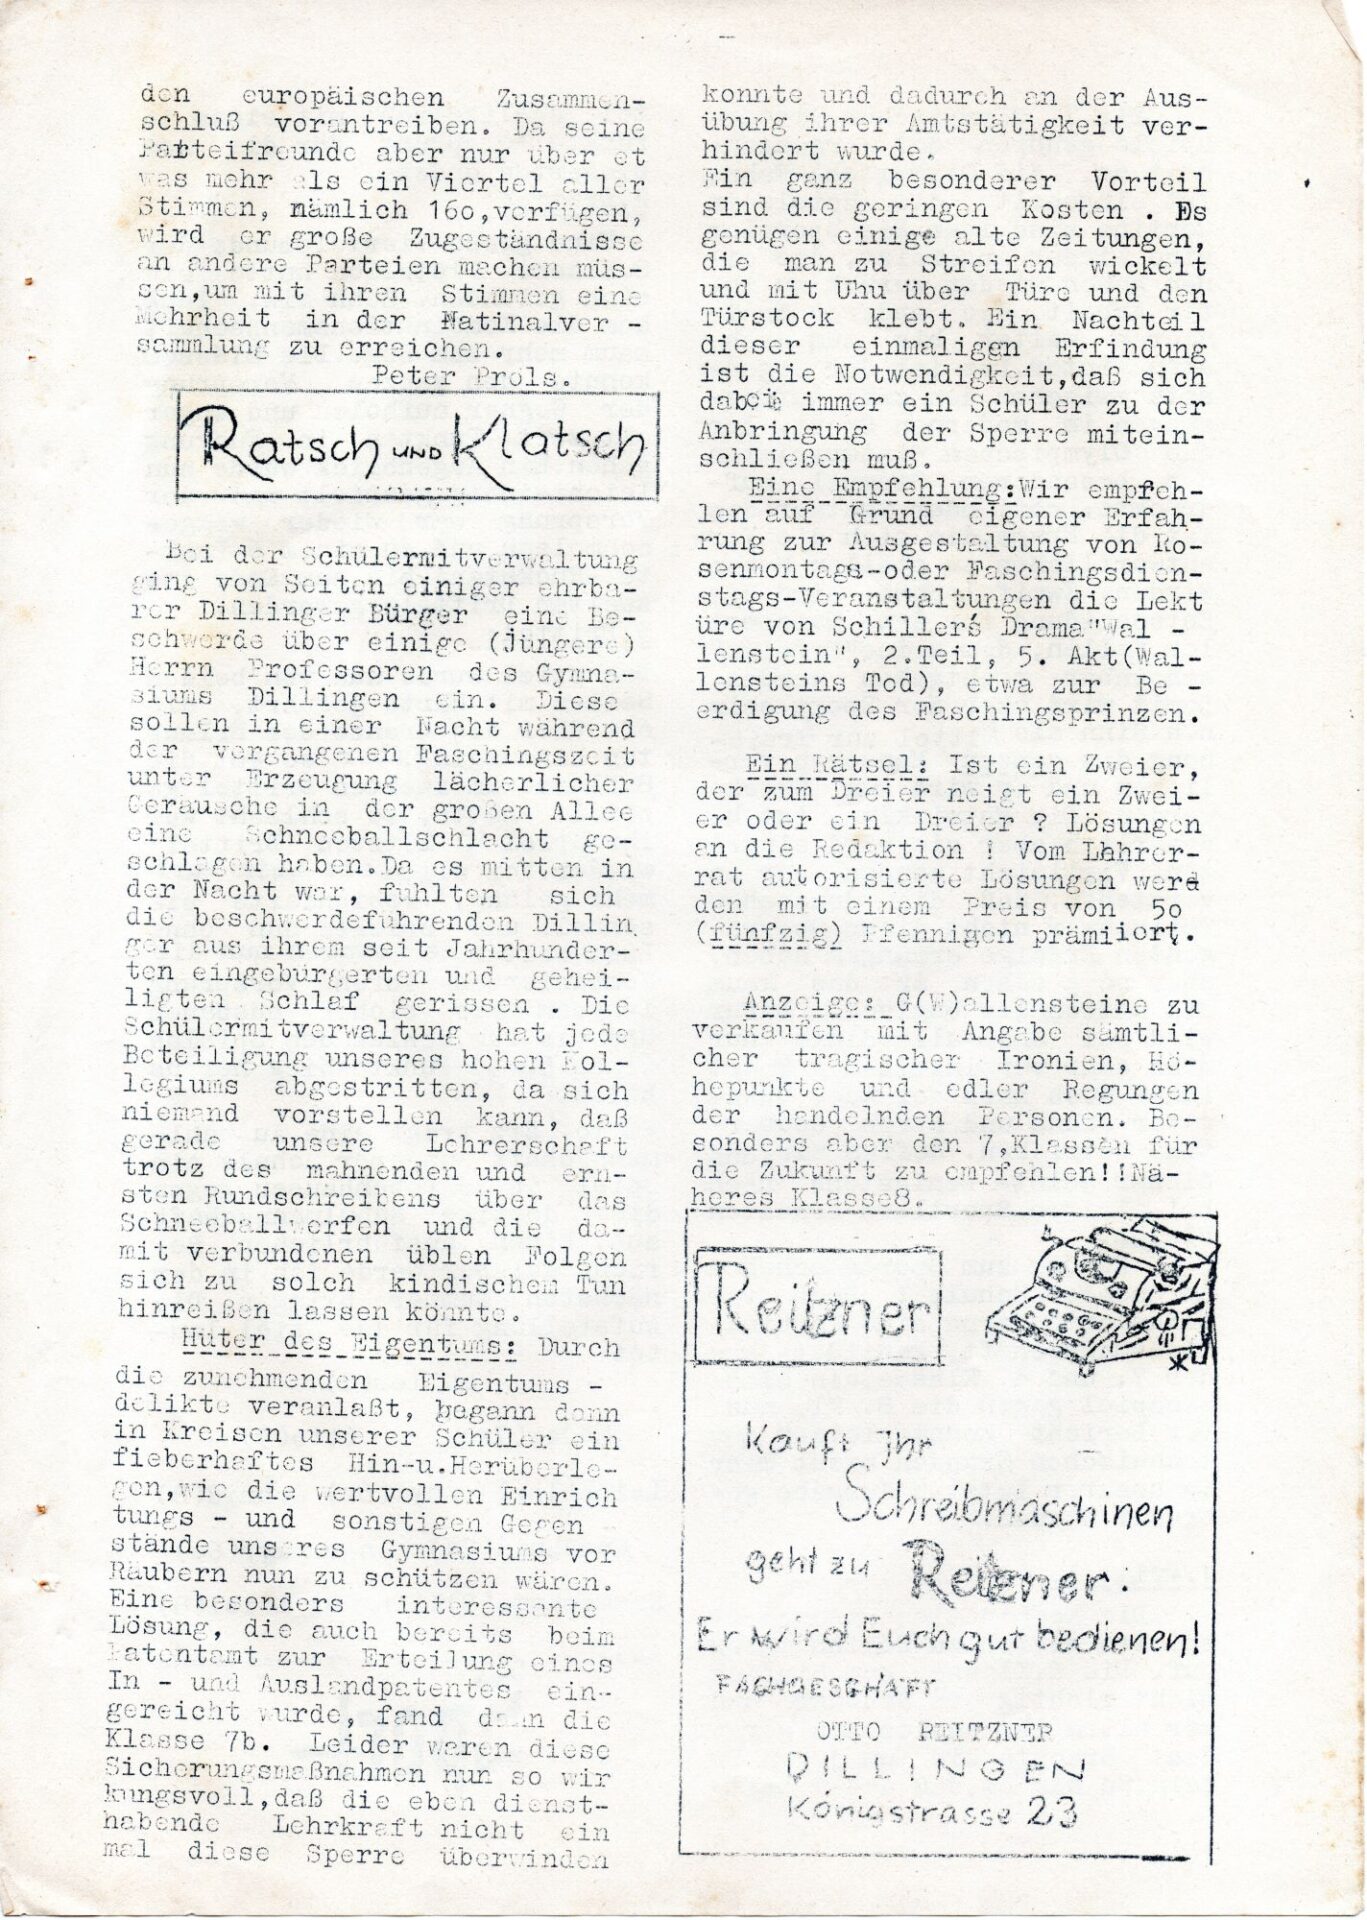 den europäischen Zusammen-
schluß vorantreiben. Da seine
Parteifreunde aber nur über et
was mehr als ein Viertel aller
Stimmen, nämlich 16o,verfügen,
wird er große Zugeständnisse
an andere Parteien machen müs-
sen,um mit ihren Stimmen eine
Mehrheit in der Natinalver -
sammlung zu erreichen.
Peter Prols.
Ratsch UND Klatsch
Bei der Schülermitverwaltung
ging von Seiten einiger ehrba-
rer Dillinger Bürger eine Be-
schwerde über einige (jüngere)
Herrn Professoren des Gymna-
siums Dillingen ein. Diese
sollen in einer Nacht während
der vergangenen Faschingszeit
unter Erzeugung lächerlicher
Geräusche in der großen Allee
eine Schneeballschlacht ge-
schlagen haben.Da es mitten in
der Nacht war, fühlten sich
die beschwerdeführenden Dillin
ger aus ihrem seit Jahrhunder-
ten eingebürgerten und gehei-
ligten Schlaf gerissen . Die
Schülermitverwaltung hat jede
Beteiligung unseres hohen Kol-
legiums abgestritten, da sich
niemand vorstellen kann, daß
gerade unsere Lehrerschaft
trotz des mahnenden und ern-
sten Rundschreibens über das
Schneeballwerfen und die da-
mit verbundenen üblen Folgen
sich zu solch kindischem Tun
hinreißen lassen könnte.
Hüter des Eigentums: Durch
die zunehmenden Eigentums -
delikte veranlaßt, begann dann
in Kreisen unserer Schüler ein
fieberhaftes Hin-u.Herüberle-
gen,wie die wertvollen Einrich
tungs - und sonstigen Gegen
stände unseres Gymnasiums vor
Räubern nun zu schützen wären.
Eine besonders interessante
Lösung, die auch bereits beim
Patentamt zur Erteilung eines
In - und Auslandpatentes ein-
gereicht wurde, fand dann die
Klasse 7b. Leider waren diese
Sicherungsmaßnahmen nun so wir
kungsvoll,daß die eben dienst-
habende Lehrkraft nicht ein
mal diese Sperre überwinden
konnte und dadurch an der Aus-
übung ihrer Amtstätigkeit ver-
hindert wurde.
Ein ganz besonderer Vorteil
sind die geringen Kosten . Es
genügen einige alte Zeitungen,
die man zu Streifen wickelt
und mit Uhu über Türe und den
Türstock klebt. Ein Nachteil
dieser einmaligen Erfindung
ist die Notwendigkeit,daß sich
dabei immer ein Schüler zu der
Anbringung der Sperre mitein-
schließen muß.
Eine Empfehlung:Wir empfeh-
len auf Grund eigener Erfah-
rung zur Ausgestaltung von Ro-
senmontags-oder Faschingsdien-
stags-Veranstaltungen die Lekt
üre von Schiller's Drama"Wal -
lenstein", 2.Teil, 5. Akt(Wal-
lensteins Tod), etwa zur Be -
erdigung des Faschingsprinzen.
Ein Rätsel: Ist ein Zweier,
der zum Dreier neigt ein Zwei-
er oder ein Dreier ? Lösungen
an die Redaktion ! Vom Lehrer-
rat autorisierte Lösungen werd
den mit einem Preis von 5o
(fünfzig) Pfennigen prämiiert.
Anzeige: G(W)allensteine zu
verkaufen mit Angabe sämtli-
cher tragischer Ironien, Hö-
hepunkte und edler Regungen
der handelnden Personen. Be-
sonders aber den 7,Klassen für
die Zukunft zu empfehlen!!Nä-
heres Klasse8.
Reitzner
Kauft Ihr
Schreibmaschinen
geht zu Reitzner.
Er wird Euch gut bedienen!
FACHGESCHÄFT
OTTO REITZNER
DILLINGEN
Königstrasse 23